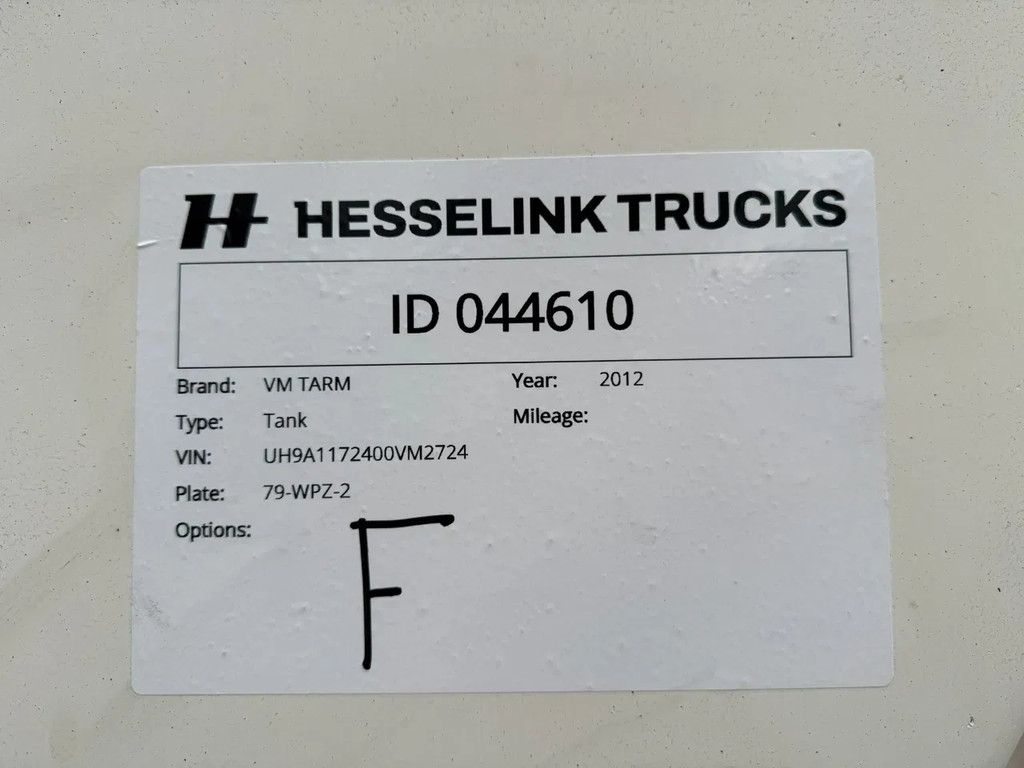 H HESSELINK TRUCKS
ID 044610
Brand: VM TARM Year: 2012
Type: Tank Mileage:
VIN: UH9A1172400VM2724
Plate: 79-WPZ-2
Options:
F